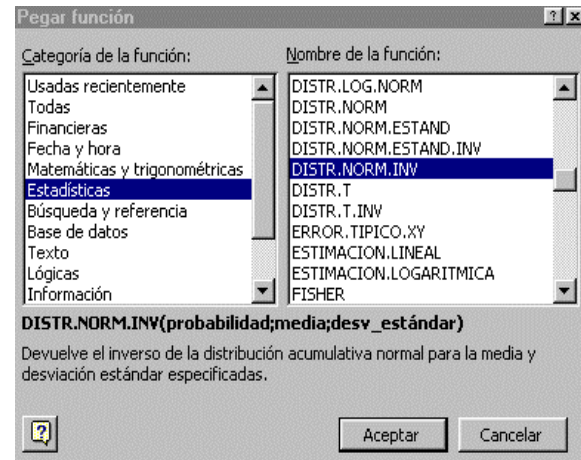 Pegar función
Categoría de la función:
Usadas recientemente
Todas
Financieras
Fecha y hora
Matemáticas y trigonométricas
Estadísticas
Búsqueda y referencia
Base de datos
Texto
Lógicas
Información
Nombre de la función:
DISTR.LOG.NORM
DISTR.NORM
DISTR.NORM.ESTAND
DISTR.NORM.ESTAND.INV
DISTR.NORM.INV
DISTR.T
DISTR.T.INV
ERROR.TIPICO.XY
ESTIMACION.LINEAL
ESTIMACION.LOGARITMICA
FISHER
DISTR.NORM.INV(probabilidad;media;desv_estándar)
Devuelve el inverso de la distribución acumulativa normal para la media y
desviación estándar especificadas.
Aceptar
Cancelar